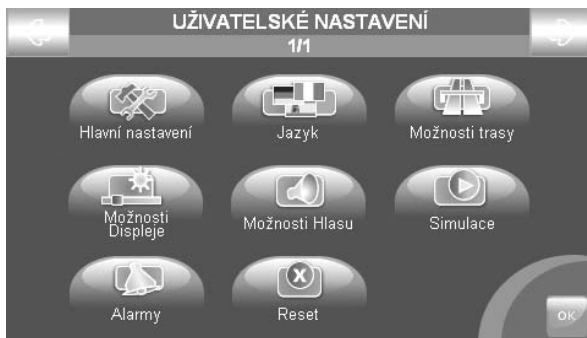 UŽIVATELSKÉ NASTAVENÍ
1/1
Hlavní nastavení
Jazyk
Možnosti trasy
Možnosti
Displeje
Možnosti Hlasu
Simulace
Alarmy
Reset
OK